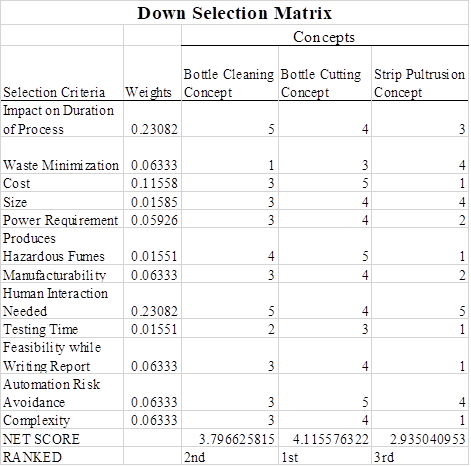 Down Selection Matrix
Concepts
Selection Criteria Weights Bottle Cleaning Concept Bottle Cutting Concept Strip Pultrusion Concept
Impact on Duration of Process 0.23082 5 4 3
Waste Minimization 0.06333 1 3 4
Cost 0.11558 3 5 1
Size 0.01585 3 4 4
Power Requirement 0.05926 3 4 2
Produces Hazardous Fumes 0.01551 4 5 1
Manufacturability 0.06333 3 4 2
Human Interaction Needed 0.23082 5 4 5
Testing Time 0.01551 2 3 1
Feasibility while Writing Report 0.06333 3 4 1
Automation Risk Avoidance 0.06333 3 5 4
Complexity 0.06333 3 4 1
NET SCORE 3.796625815 4.115576322 2.935040953
RANKED 2nd 1st 3rd